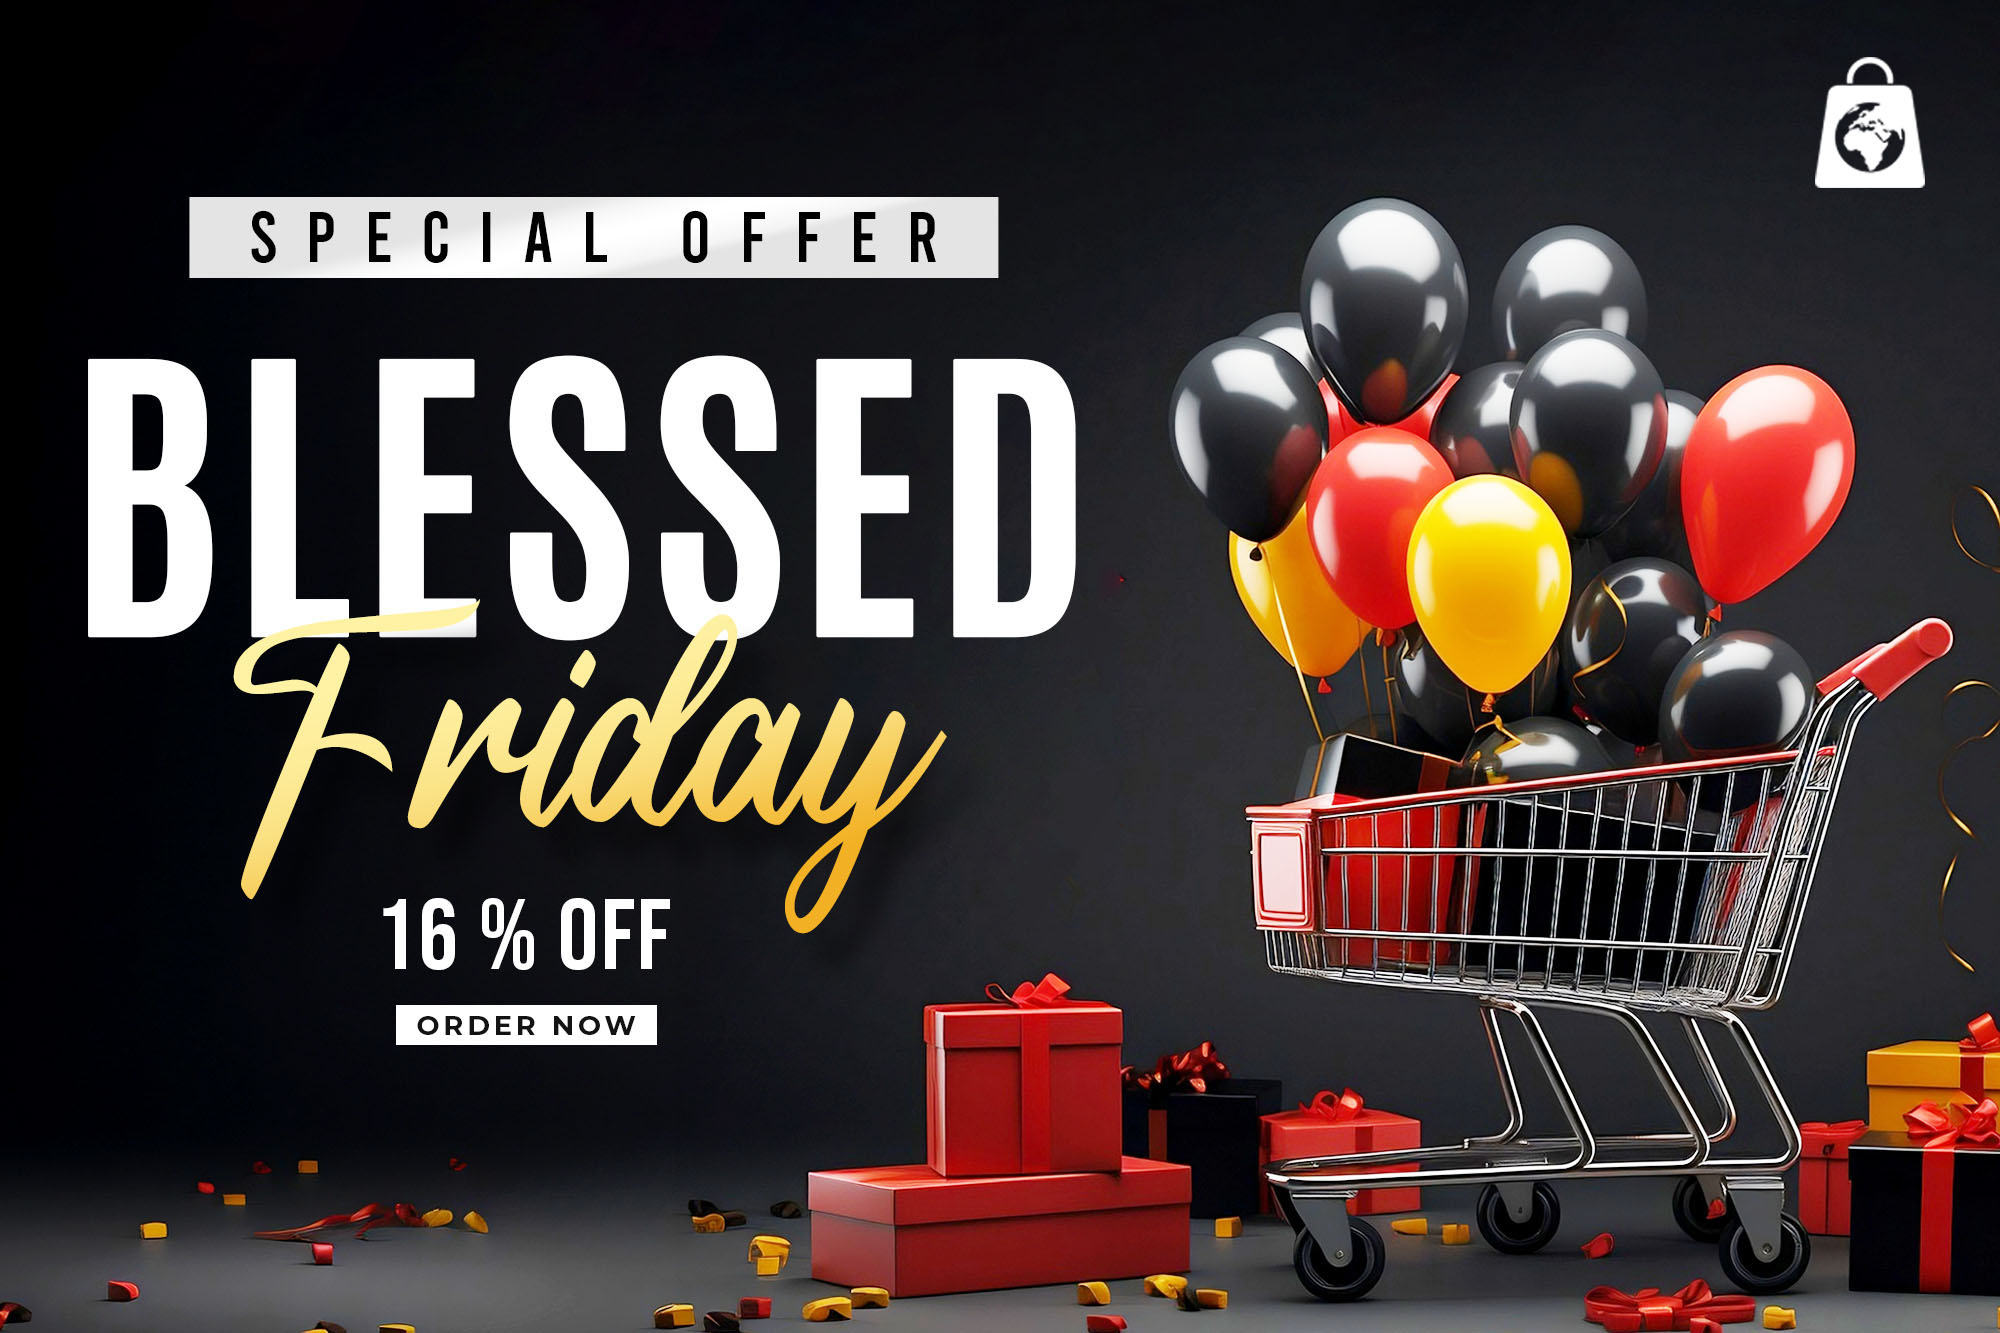 SPECIAL OFFER
BLESSED
Friday
16 % OFF
ORDER NOW